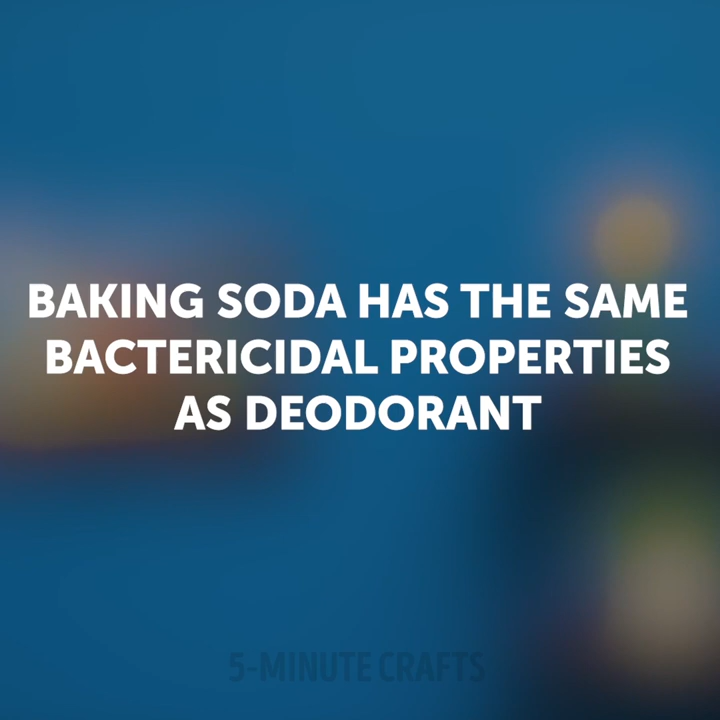 BAKING SODA HAS THE SAME
BACTERICIDAL PROPERTIES
AS DEODORANT
5-MINUTE CRAFTS